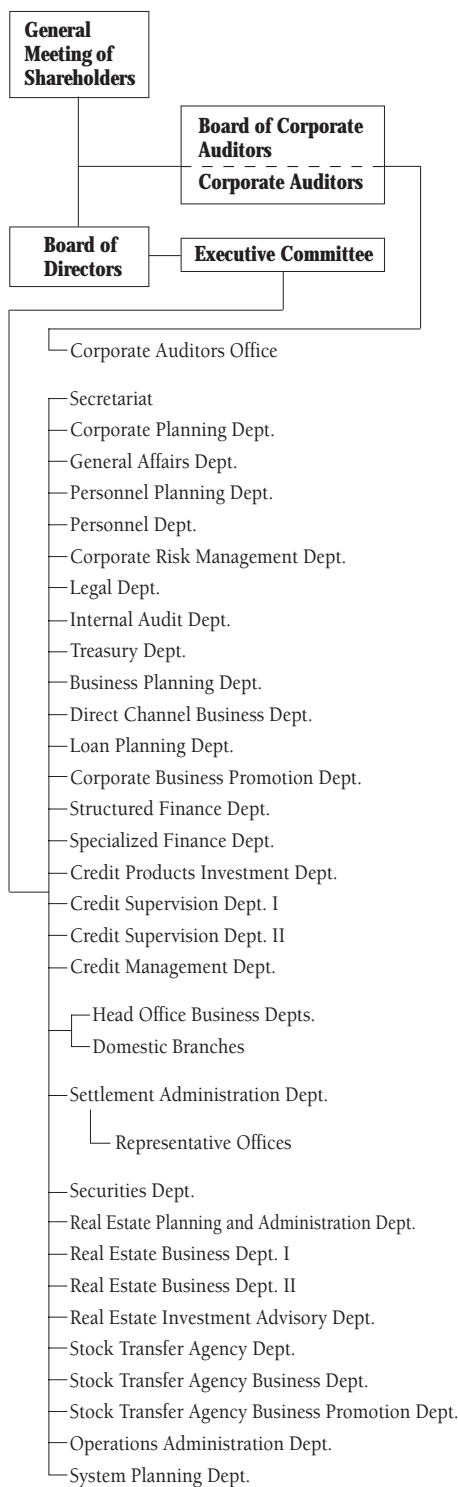 General
Meeting of
Shareholders
Board of Corporate
Auditors
Corporate Auditors
Board of
Directors
Executive Committee
Corporate Auditors Office
Secretariat
Corporate Planning Dept.
General Affairs Dept.
Personnel Planning Dept.
Personnel Dept.
Corporate Risk Management Dept.
Legal Dept.
Internal Audit Dept.
Treasury Dept.
Business Planning Dept.
Direct Channel Business Dept.
Loan Planning Dept.
Corporate Business Promotion Dept.
Structured Finance Dept.
Specialized Finance Dept.
Credit Products Investment Dept.
Credit Supervision Dept. I
Credit Supervision Dept. II
Credit Management Dept.
Head Office Business Depts.
Domestic Branches
Settlement Administration Dept.
Representative Offices
Securities Dept.
Real Estate Planning and Administration Dept.
Real Estate Business Dept. I
Real Estate Business Dept. II
Real Estate Investment Advisory Dept.
Stock Transfer Agency Dept.
Stock Transfer Agency Business Dept.
Stock Transfer Agency Business Promotion Dept.
Operations Administration Dept.
System Planning Dept.